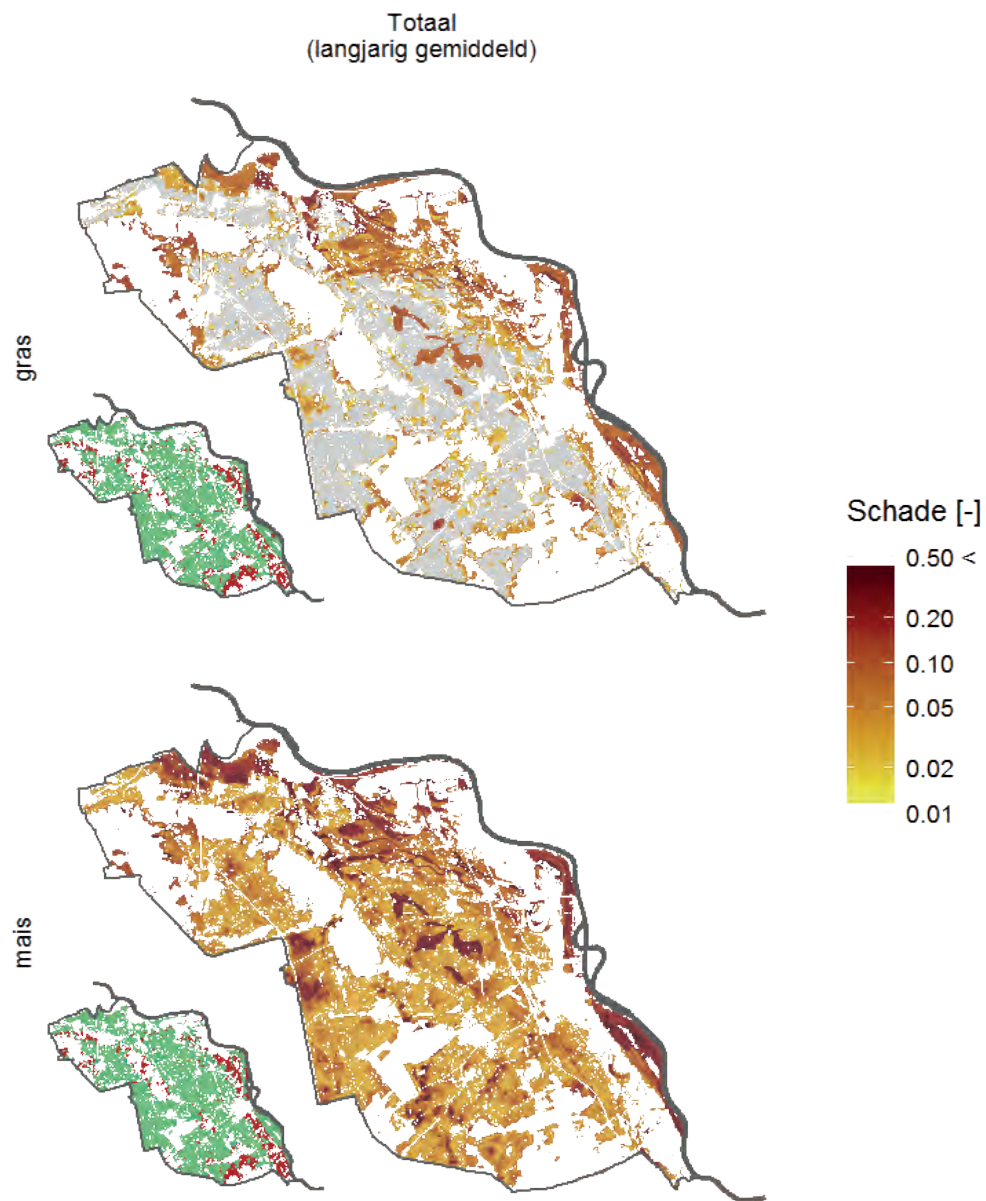 Totaal
(langjarig gemiddeld)
gras
Schade [-]
0.50 <
0.20
0.10
0.05
0.02
0.01
mais